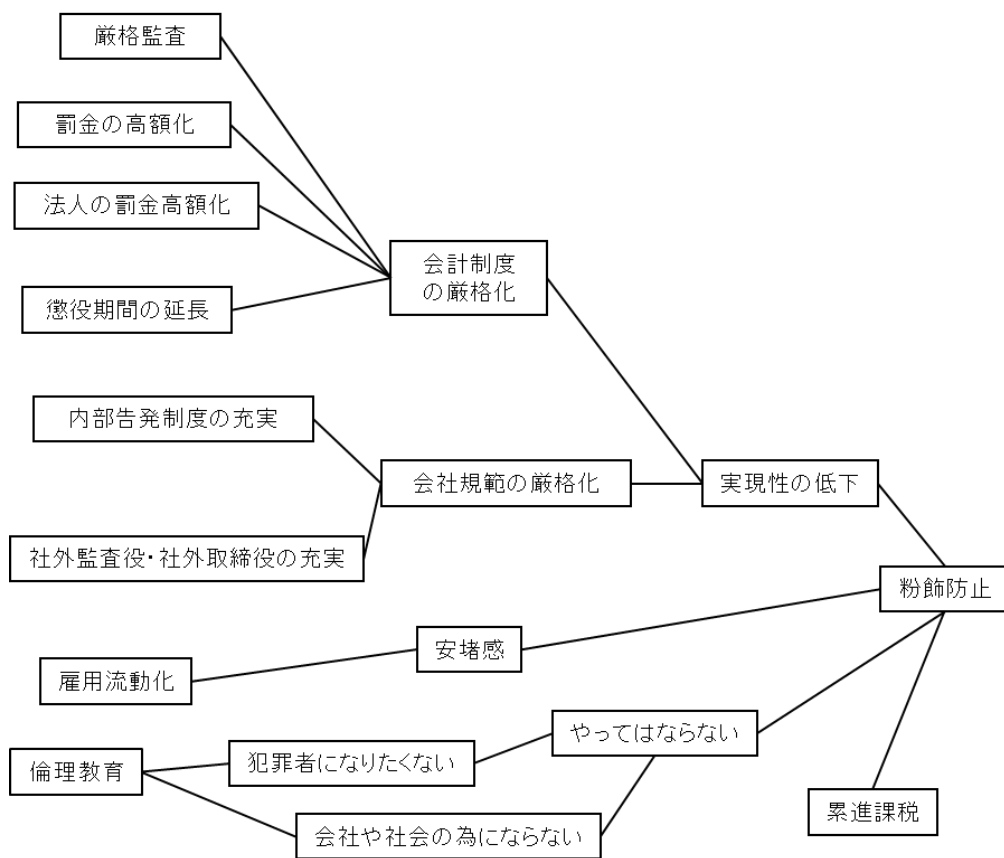 厳格監査
罰金の高額化
法人の罰金高額化
懲役期間の延長
会計制度
の厳格化
内部告発制度の充実
会社規範の厳格化
実現性の低下
社外監査役・社外取締役の充実
粉飾防止
安堵感
雇用流動化
やってはならない
犯罪者になりたくない
倫理教育
会社や社会の為にならない
累進課税